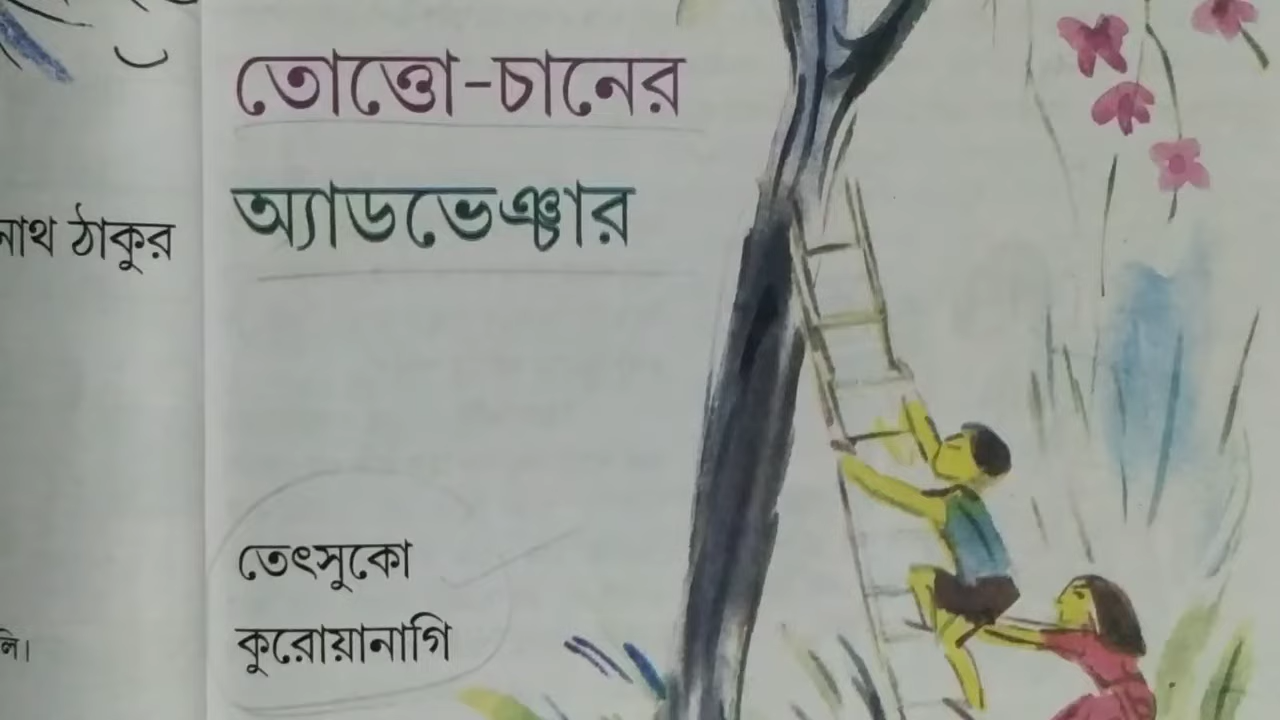 তোত্তো-চানের
অ্যাডভেঞ্চার
নাথ ঠাকুর
তেৎসুকো
কুরোয়ানাগি